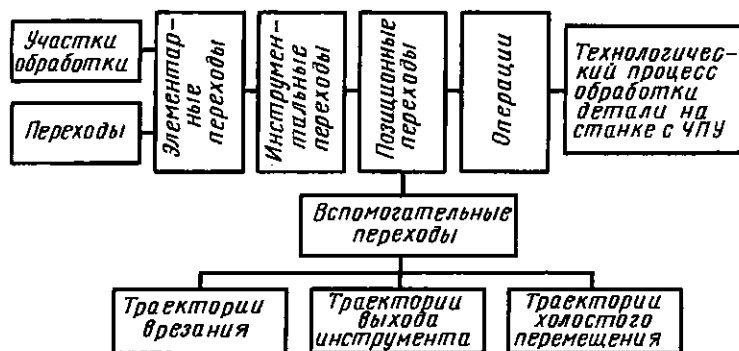 Участки
обработки
Переходы
Элементар-
ные
переходы
Инструмен-
тальные
переходы
Позиционные
переходы
Операции
Технологичес-
кий процесс
обработки
детали на
станке с ЧПУ
Вспомогательные
переходы
Траектории
врезания
Траектории
выхода
инструмента
Траектории
холостого
перемещения